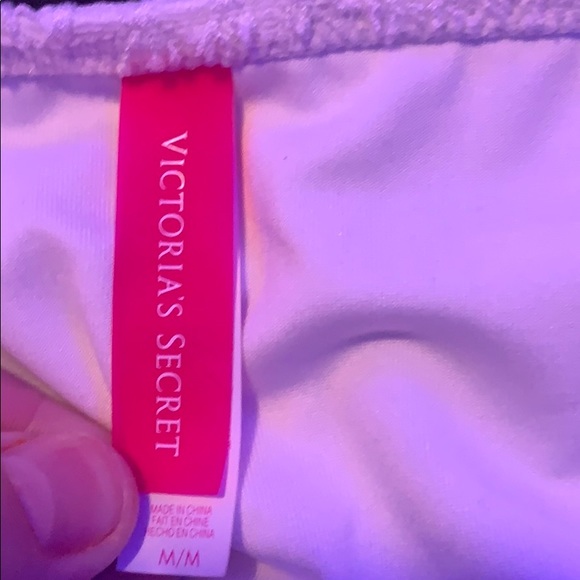 VICTORIA'S SECRET
MADE IN CHINA
FAIT EN CHINE
HECHO EN CHINA
M/M